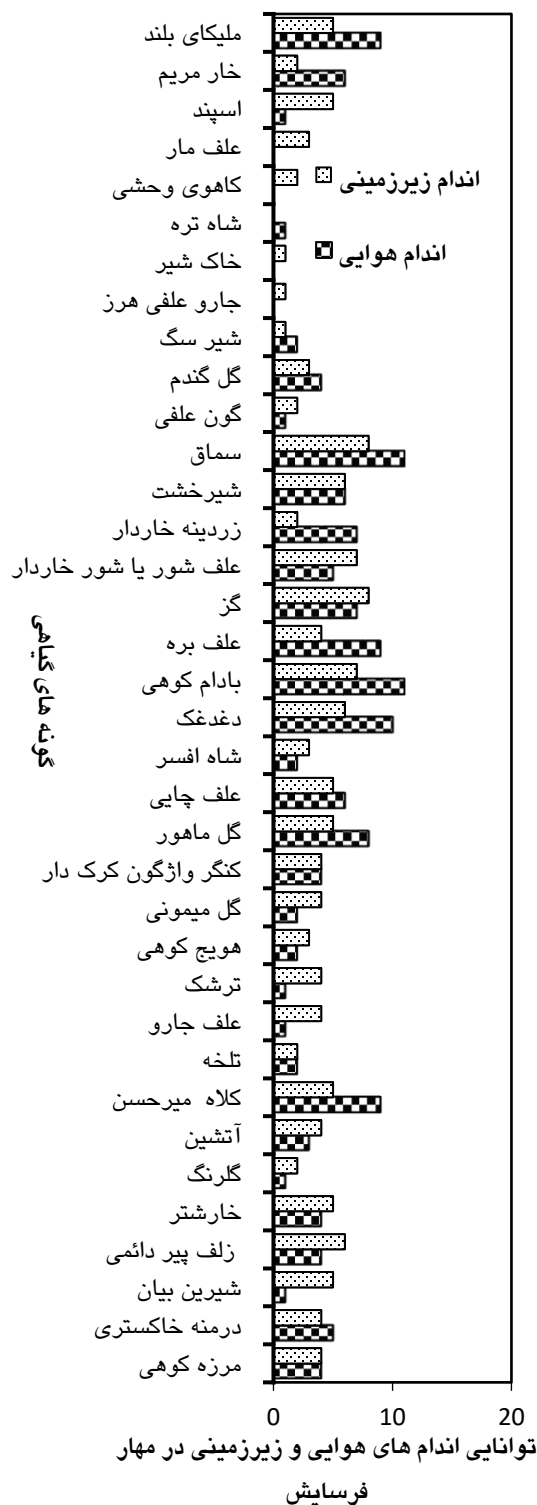 ملیکای بلند
خار مریم
اسپند
علف مار
کاهوی وحشی
شاه تره
خاک شیر
جارو علفی هرز
شیر سگ
گل گندم
گون علفی
سماق
شیرخشت
زردینه خاردار
علف شور یا شور خاردار
گز
علف بره
بادام کوهی
دغدغک
شاه افسر
علف چایی
گل ماهور
کنگر واژگون کرک دار
گل میمونی
هویج کوهی
ترشک
علف جارو
تلخه
کلاه میرحسن
آتشین
گلرنگ
خارشتر
زلف پیر دائمی
شیرین بیان
درمنه خاکستری
مرزه کوهی
اندام زیرزمینی
اندام هوایی
گونه های گیاهی
0 10 20
توانایی اندام های هوایی و زیرزمینی در مهار
فرسایش